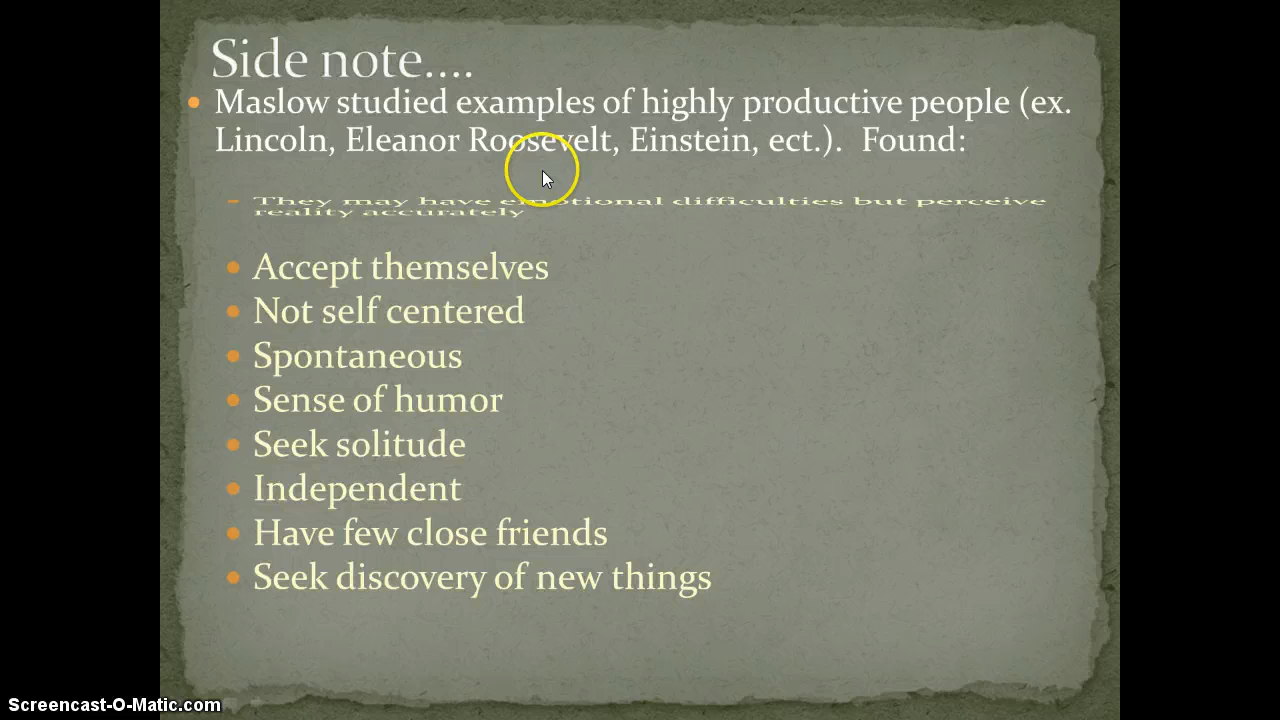 Side note....
Maslow studied examples of highly productive people (ex.
Lincoln, Eleanor Roosevelt, Einstein, ect.).  Found:
They may have emotional difficulties but perceive
reality accurately
Accept themselves
Not self centered
Spontaneous
Sense of humor
Seek solitude
Independent
Have few close friends
Seek discovery of new things
Screencast-O-Matic.com